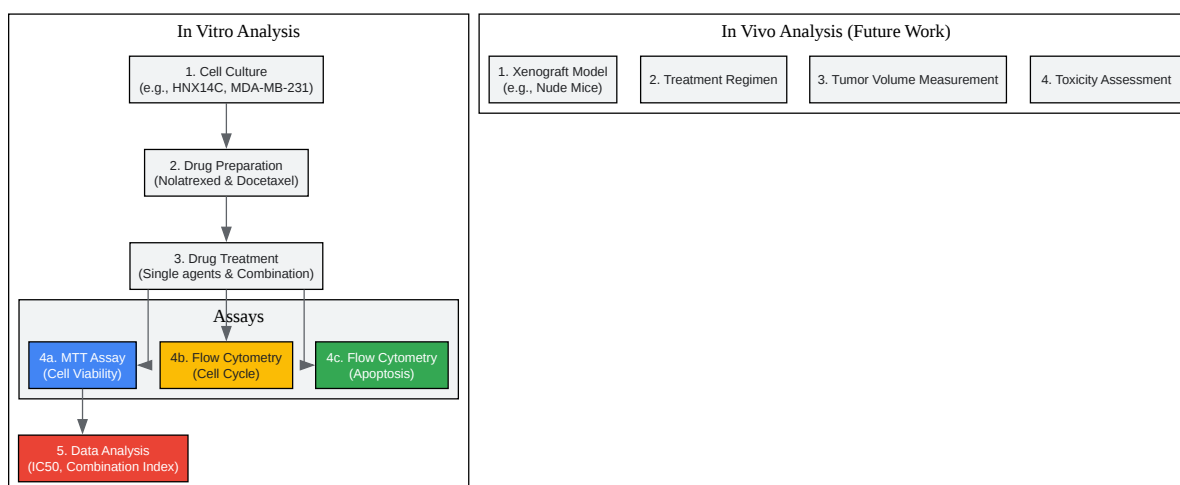 In Vitro Analysis
1. Cell Culture
(e.g., HNX14C, MDA-MB-231)
2. Drug Preparation
(Nolatrexed & Docetaxel)
3. Drug Treatment
(Single agents & Combination)
Assays
4a. MTT Assay
(Cell Viability)
4b. Flow Cytometry
(Cell Cycle)
4c. Flow Cytometry
(Apoptosis)
5. Data Analysis
(IC50, Combination Index)
In Vivo Analysis (Future Work)
1. Xenograft Model
(e.g., Nude Mice)
2. Treatment Regimen
3. Tumor Volume Measurement
4. Toxicity Assessment